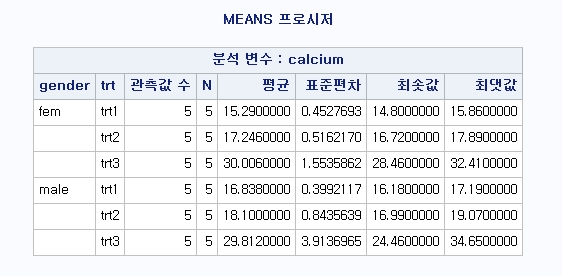 MEANS 프로시저
분석 변수 : calcium
gender trt 관측값 수 N 평균 표준편차 최솟값 최댓값
fem trt1 5 5 15.2900000 0.4527693 14.8000000 15.8600000
trt2 5 5 17.2460000 0.5162170 16.7200000 17.8900000
trt3 5 5 30.0060000 1.5535862 28.4600000 32.4100000
male trt1 5 5 16.8380000 0.3992117 16.1800000 17.1900000
trt2 5 5 18.1000000 0.8435639 16.9900000 19.0700000
trt3 5 5 29.8120000 3.9136965 24.4600000 34.6500000